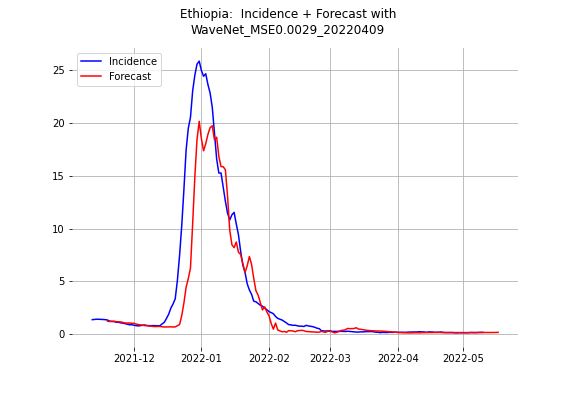 Ethiopia:  Incidence + Forecast with
WaveNet_MSE0.0029_20220409
Incidence
Forecast
25
20
15
10
5
0
2021-12 2022-01 2022-02 2022-03 2022-04 2022-05